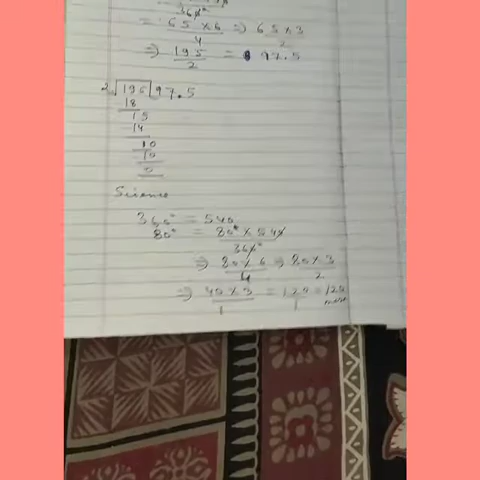 360°
= 65 × 6 / 4 ⇒ 65 × 3 / 2
⇒ 195 / 2 = 97.5
2 √195 97.5
18
15
14
10
10
0
Science
360° = 540
80° = 80° × 540 / 360°
⇒ 80 × 6 / 4 ⇒ 80 × 3 / 2
⇒ 40 × 3 / 1 = 120 / 1 = 120